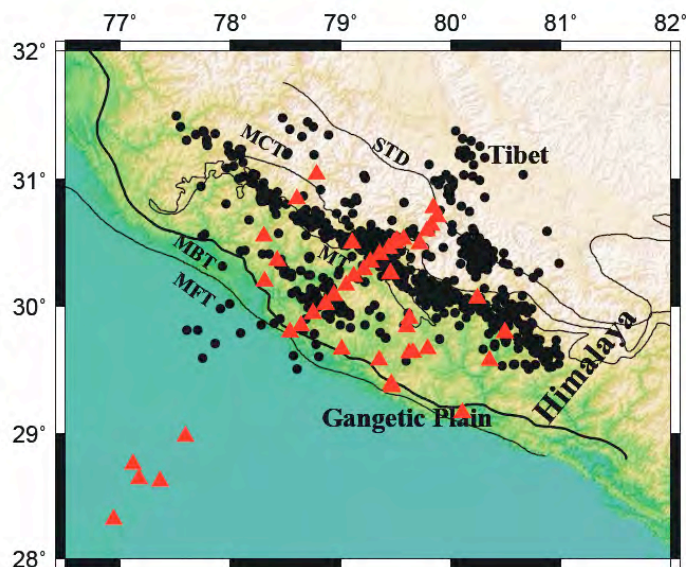 77° 78° 79° 80° 81° 82°
32°
MCT
STD
Tibet
31°
MBT
MT
MFT
30°
Himalaya
Gangetic Plain
29°
28°